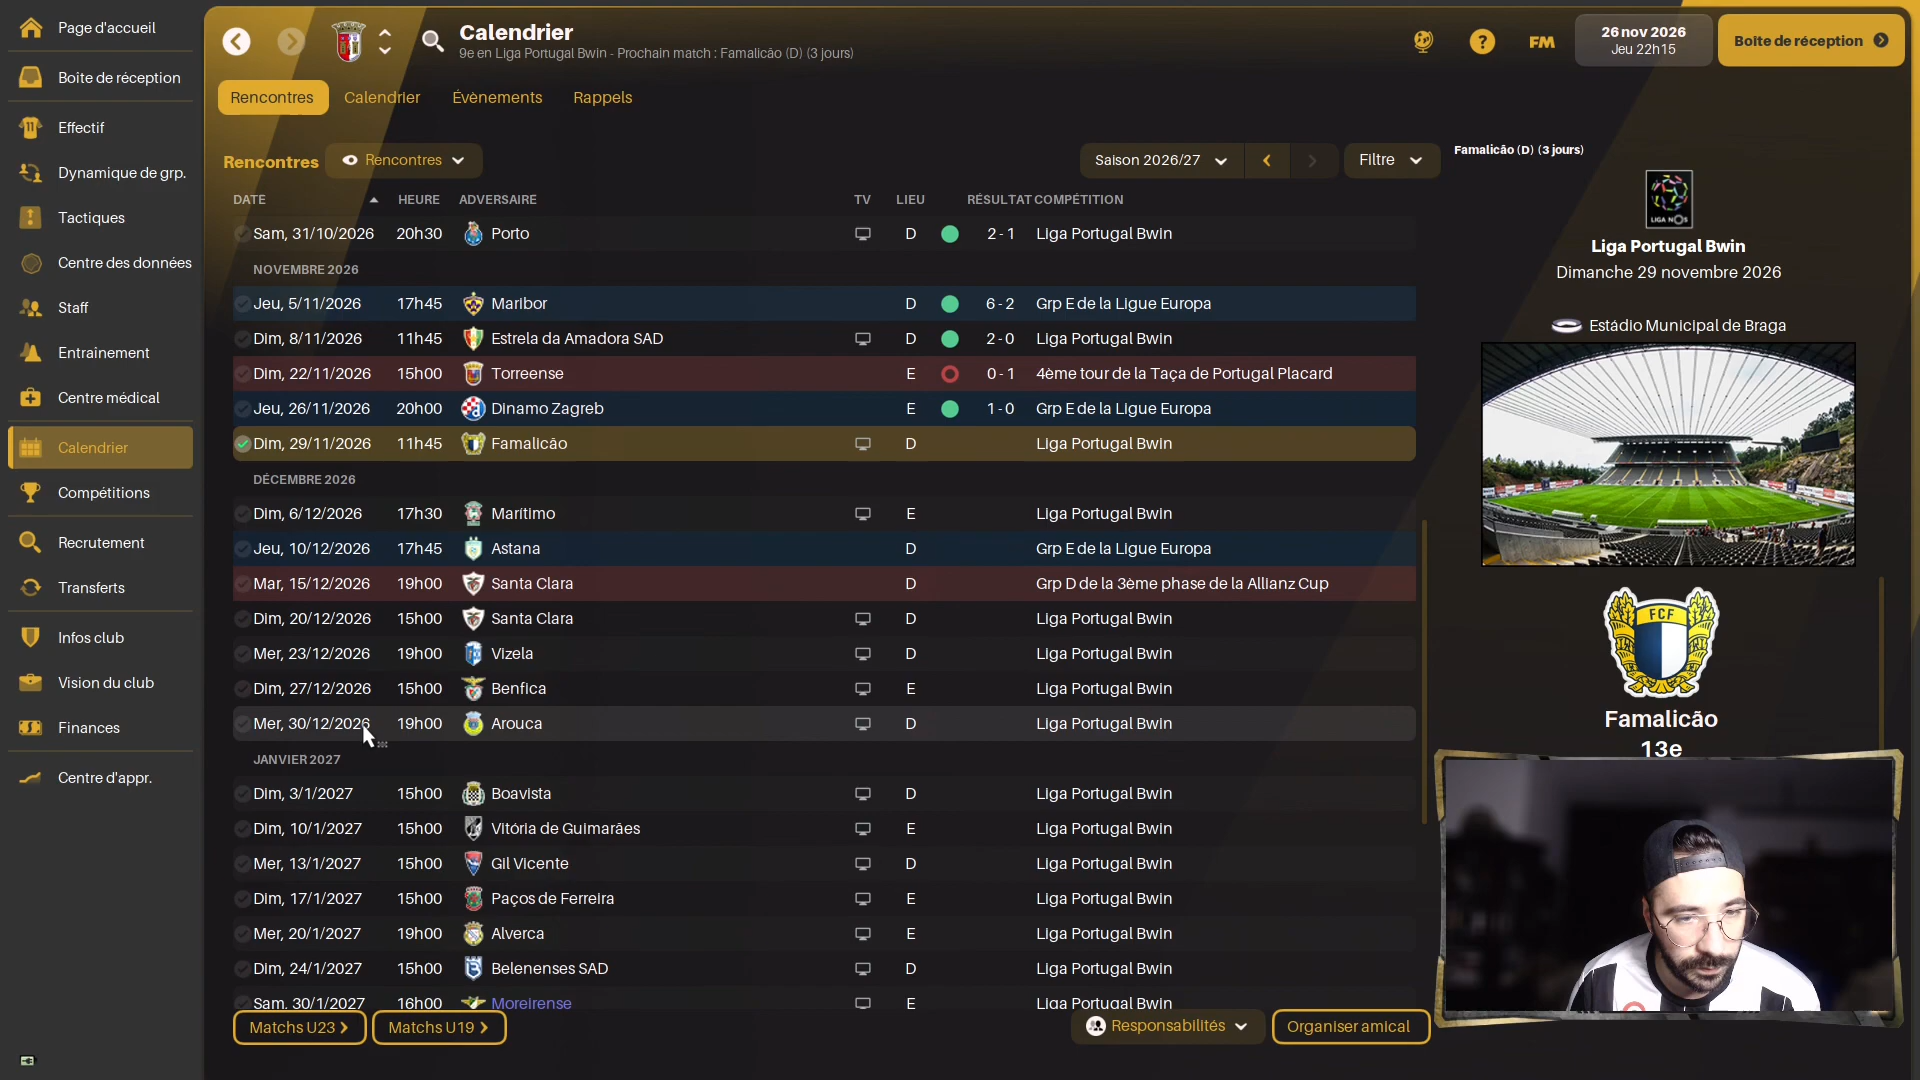 Page d'accueil
Boite de réception
Effectif
Dynamique de grp.
Tactiques
Centre des données
Staff
Entraînement
Centre médical
Calendrier
Compétitions
Recrutement
Transferts
Infos club
Vision du club
Finances
Centre d'appr.
Calendrier
9e en Liga Portugal Bwin - Prochain match : Famalicão (D) (3 jours)
?
FM
26 nov 2026
Jeu 22h15
Boite de réception
Rencontres Calendrier Évènements Rappels
Rencontres Rencontres Saison 2026/27 Filtre
DATE HEURE ADVERSAIRE TV LIEU RÉSULTAT COMPÉTITION
Sam, 31/10/2026 20h30 Porto D 2 - 1 Liga Portugal Bwin
NOVEMBRE 2026
Jeu, 5/11/2026 17h45 Maribor D 6 - 2 Grp E de la Ligue Europa
Dim, 8/11/2026 11h45 Estrela da Amadora SAD D 2 - 0 Liga Portugal Bwin
Dim, 22/11/2026 15h00 Torreense E 0 - 1 4ème tour de la Taça de Portugal Placard
Jeu, 26/11/2026 20h00 Dinamo Zagreb E 1 - 0 Grp E de la Ligue Europa
Dim, 29/11/2026 11h45 Famalicão D Liga Portugal Bwin
DÉCEMBRE 2026
Dim, 6/12/2026 17h30 Marítimo E Liga Portugal Bwin
Jeu, 10/12/2026 17h45 Astana D Grp E de la Ligue Europa
Mar, 15/12/2026 19h00 Santa Clara D Grp D de la 3ème phase de la Allianz Cup
Dim, 20/12/2026 15h00 Santa Clara D Liga Portugal Bwin
Mer, 23/12/2026 19h00 Vizela D Liga Portugal Bwin
Dim, 27/12/2026 15h00 Benfica E Liga Portugal Bwin
Mer, 30/12/2026 19h00 Arouca D Liga Portugal Bwin
JANVIER 2027
Dim, 3/1/2027 15h00 Boavista D Liga Portugal Bwin
Dim, 10/1/2027 15h00 Vitória de Guimarães E Liga Portugal Bwin
Mer, 13/1/2027 15h00 Gil Vicente D Liga Portugal Bwin
Dim, 17/1/2027 15h00 Paços de Ferreira E Liga Portugal Bwin
Mer, 20/1/2027 19h00 Alverca E Liga Portugal Bwin
Dim, 24/1/2027 15h00 Belenenses SAD D Liga Portugal Bwin
Sam, 30/1/2027 16h00 Moreirense E Liga Portugal Bwin
Matchs U23 Matchs U19 Responsabilités Organiser amical
Famalicão (D) (3 jours)
LIGA NOS
Liga Portugal Bwin
Dimanche 29 novembre 2026
Estádio Municipal de Braga
FCF
Famalicão
13e